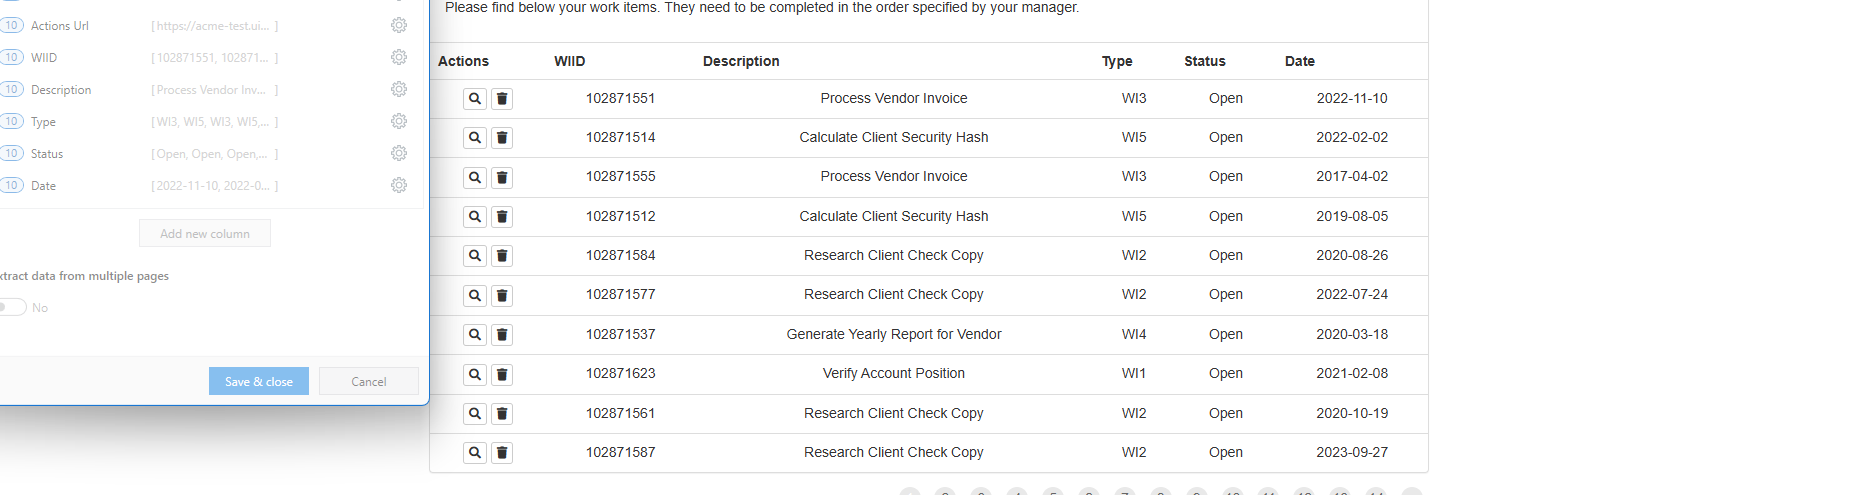 10 Actions Url [ https://acme-test.ui... ]
10 WIID [ 102871551, 102871... ]
10 Description [ Process Vendor Inv... ]
10 Type [ WI3, WI5, WI3, WI5,... ]
10 Status [ Open, Open, Open,... ]
10 Date [ 2022-11-10, 2022-0... ]
Add new column
xtract data from multiple pages
No
Save & close Cancel
Please find below your work items. They need to be completed in the order specified by your manager.
Actions WIID Description Type Status Date
102871551 Process Vendor Invoice WI3 Open 2022-11-10
102871514 Calculate Client Security Hash WI5 Open 2022-02-02
102871555 Process Vendor Invoice WI3 Open 2017-04-02
102871512 Calculate Client Security Hash WI5 Open 2019-08-05
102871584 Research Client Check Copy WI2 Open 2020-08-26
102871577 Research Client Check Copy WI2 Open 2022-07-24
102871537 Generate Yearly Report for Vendor WI4 Open 2020-03-18
102871623 Verify Account Position WI1 Open 2021-02-08
102871561 Research Client Check Copy WI2 Open 2020-10-19
102871587 Research Client Check Copy WI2 Open 2023-09-27